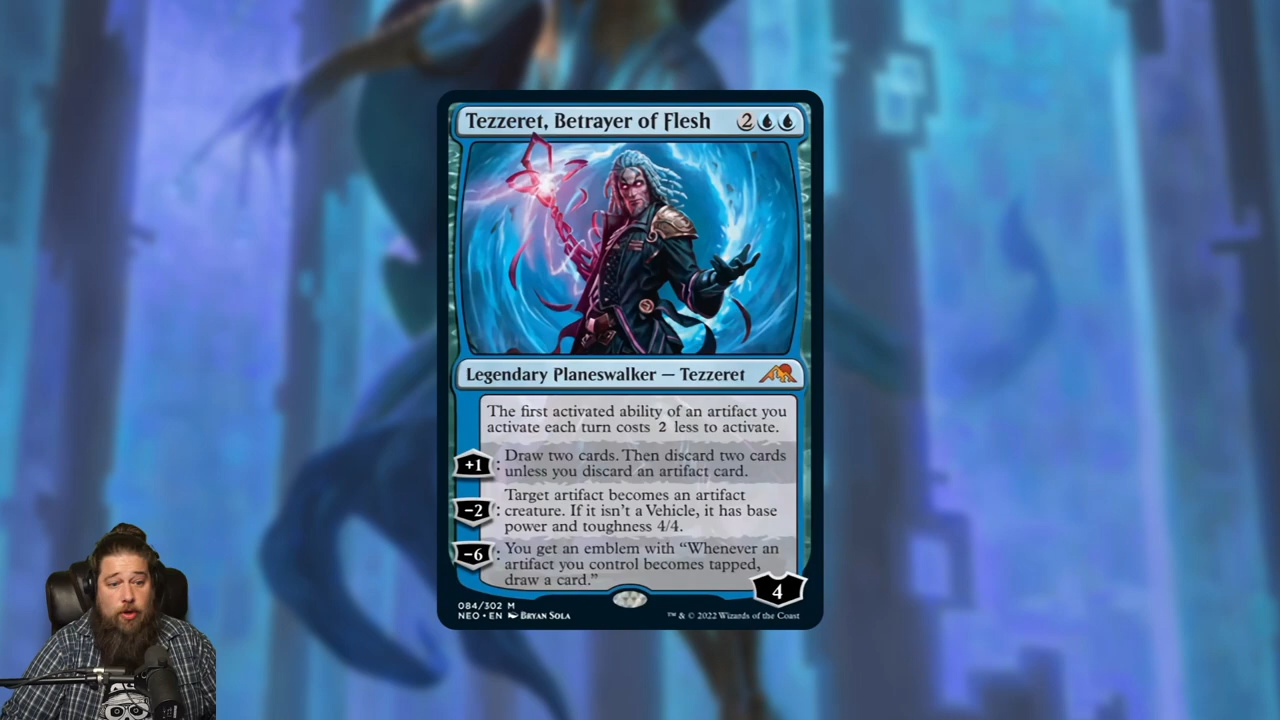 Tezzeret, Betrayer of Flesh 2
Legendary Planeswalker — Tezzeret
The first activated ability of an artifact you
activate each turn costs 2 less to activate.
+1 : Draw two cards. Then discard two cards
unless you discard an artifact card.
Target artifact becomes an artifact
−2 : creature. If it isn't a Vehicle, it has base
power and toughness 4/4.
−6 : You get an emblem with “Whenever an
artifact you control becomes tapped,
draw a card.”
4
084/302 M
NEO • EN BRYAN SOLA
™ & © 2022 Wizards of the Coast